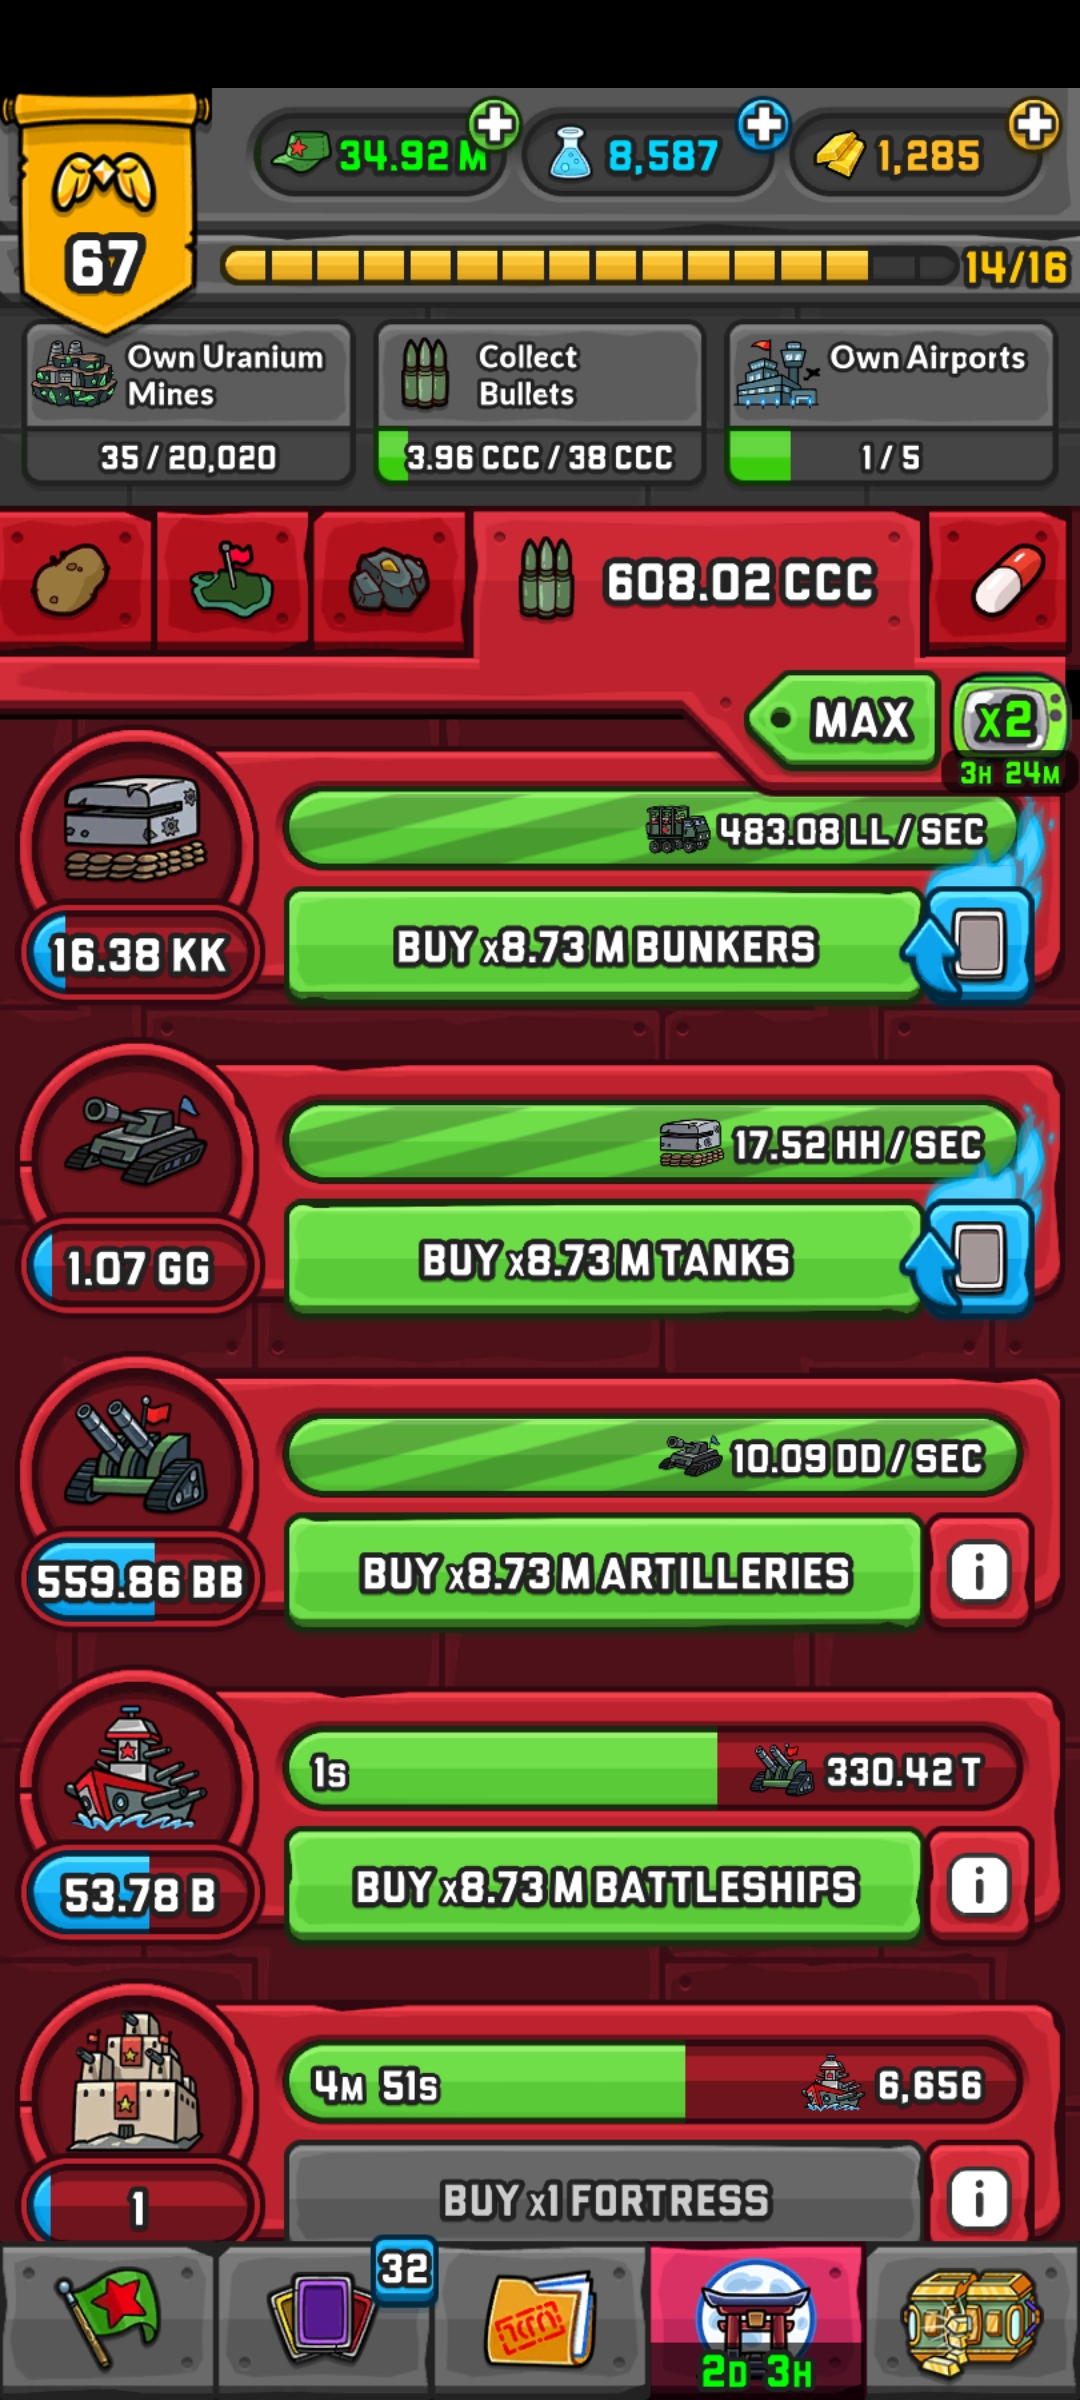 34.92 M
8,587
1,285
67
14/16
Own Uranium
Mines
35 / 20,020
Collect
Bullets
3.96 CCC / 38 CCC
Own Airports
1 / 5
608.02 CCC
MAX
x2
3H 24M
483.08 LL / SEC
16.38 KK
BUY x8.73 M BUNKERS
17.52 HH / SEC
1.07 GG
BUY x8.73 M TANKS
10.09 DD / SEC
559.86 BB
BUY x8.73 M ARTILLERIES
1S
330.42 T
53.78 B
BUY x8.73 M BATTLESHIPS
4M 51S
6,656
1
BUY x1 FORTRESS
32
2D 3H